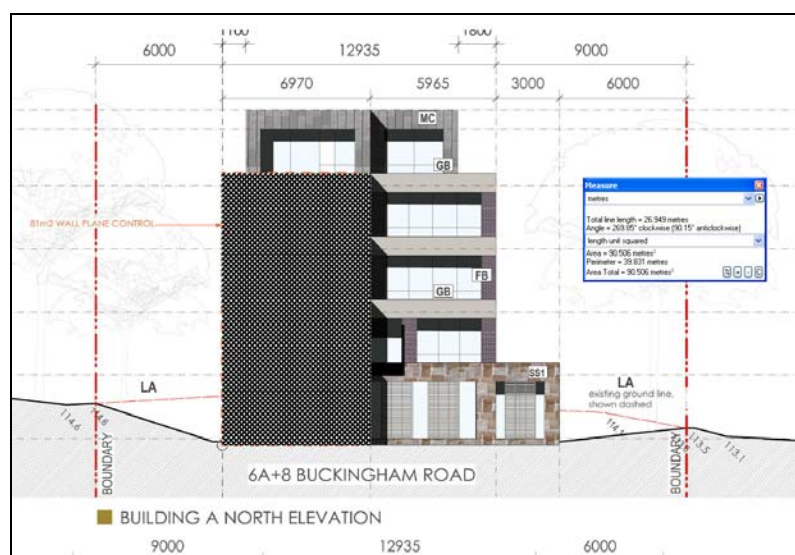 1100 1800
6000 12935 9000
6970 5965 3000 6000
MC
GB
81m2 WALL PLANE CONTROL
FB
GB
SS1
LA
LA
existing ground line,
shown dashed
114.6
114.6
114.1
113.5
113.1
BOUNDARY
BOUNDARY
6A+8 BUCKINGHAM ROAD
BUILDING A NORTH ELEVATION
9000 12935 6000
Measure
metres
Total line length = 26.949 metres
Angle = 269.85° clockwise (90.15° anticlockwise)
length unit squared
Area = 90.506 metres²
Perimeter = 39.831 metres
Area Total = 90.506 metres²